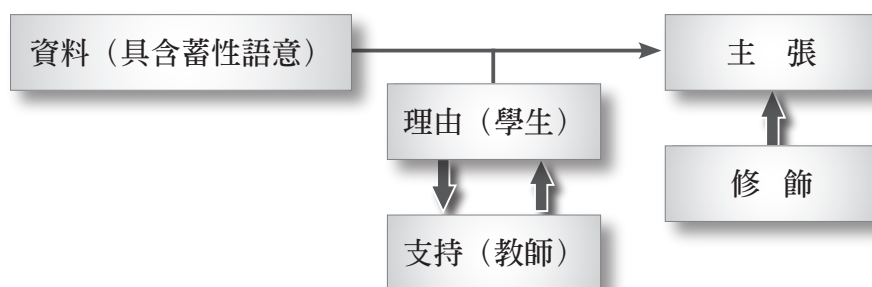 資料（具含蓄性語意）
主 張
理由（學生）
修 飾
支持（教師）